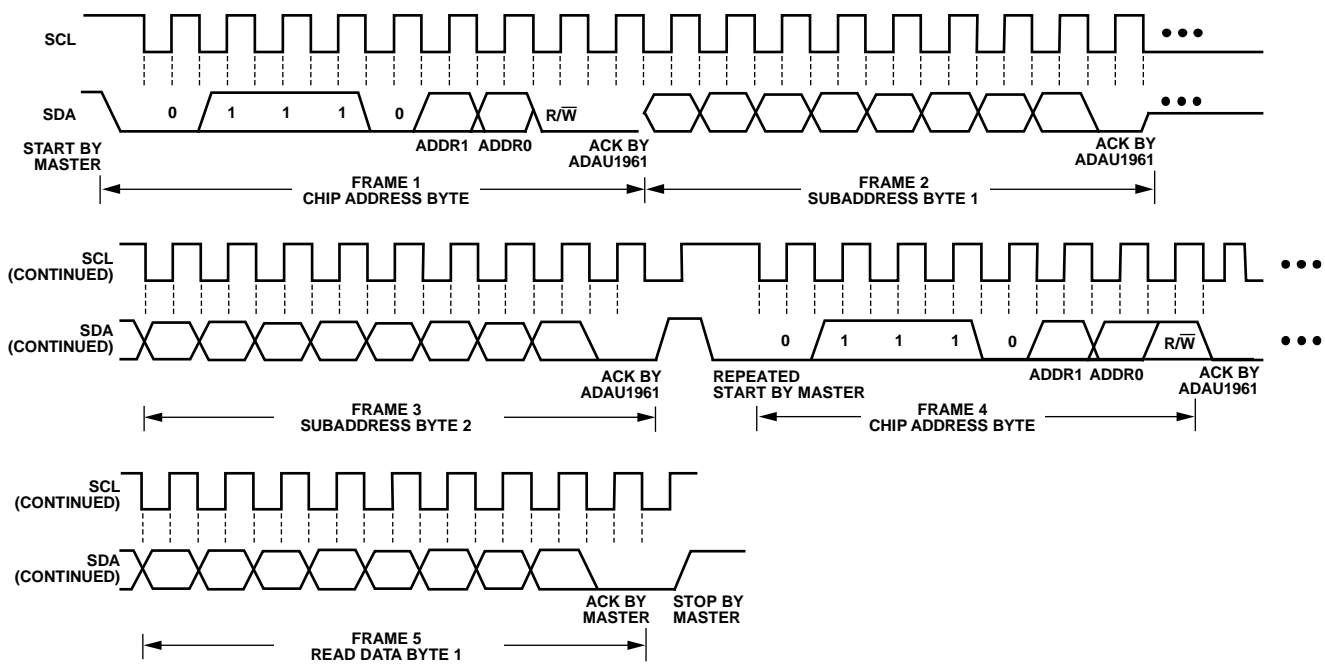 SCL
SDA
0 1 1 1 0 R/W̅
START BY
MASTER
ADDR1 ADDR0
ACK BY
ADAU1961
ACK BY
ADAU1961
FRAME 1
CHIP ADDRESS BYTE
FRAME 2
SUBADDRESS BYTE 1
SCL
(CONTINUED)
SDA
(CONTINUED)
0 1 1 1 0 R/W̅
ACK BY
ADAU1961
REPEATED
START BY MASTER
ADDR1 ADDR0
ACK BY
ADAU1961
FRAME 3
SUBADDRESS BYTE 2
FRAME 4
CHIP ADDRESS BYTE
SCL
(CONTINUED)
SDA
(CONTINUED)
ACK BY
MASTER
STOP BY
MASTER
FRAME 5
READ DATA BYTE 1